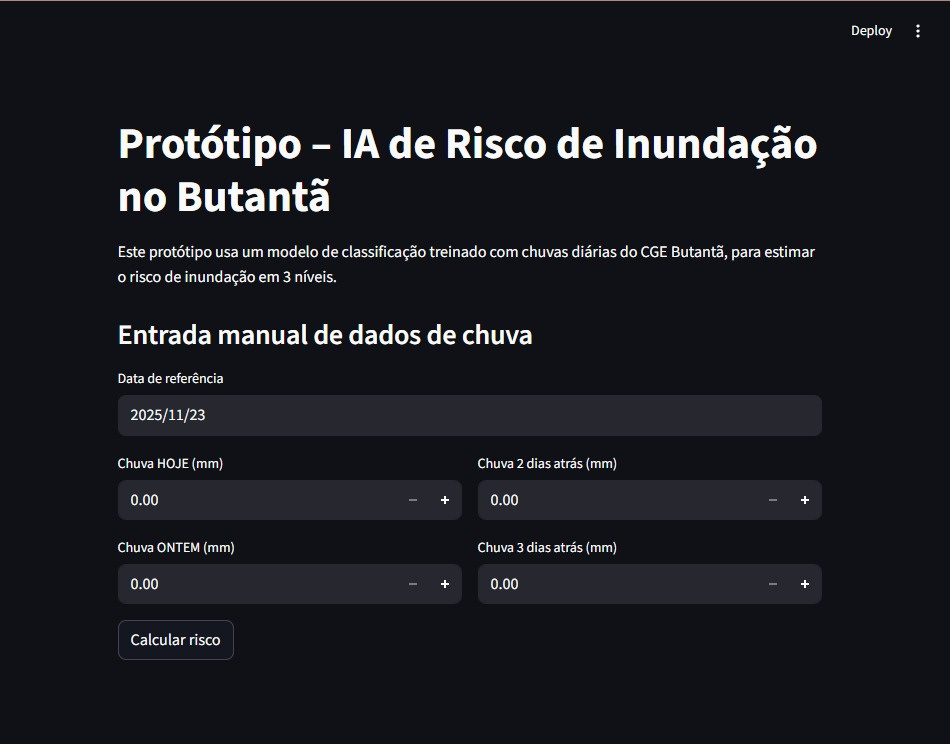 Deploy
Protótipo – IA de Risco de Inundação
no Butantã
Este protótipo usa um modelo de classificação treinado com chuvas diárias do CGE Butantã, para estimar
o risco de inundação em 3 níveis.
Entrada manual de dados de chuva
Data de referência
2025/11/23
Chuva HOJE (mm)
0.00
Chuva 2 dias atrás (mm)
0.00
Chuva ONTEM (mm)
0.00
Chuva 3 dias atrás (mm)
0.00
Calcular risco